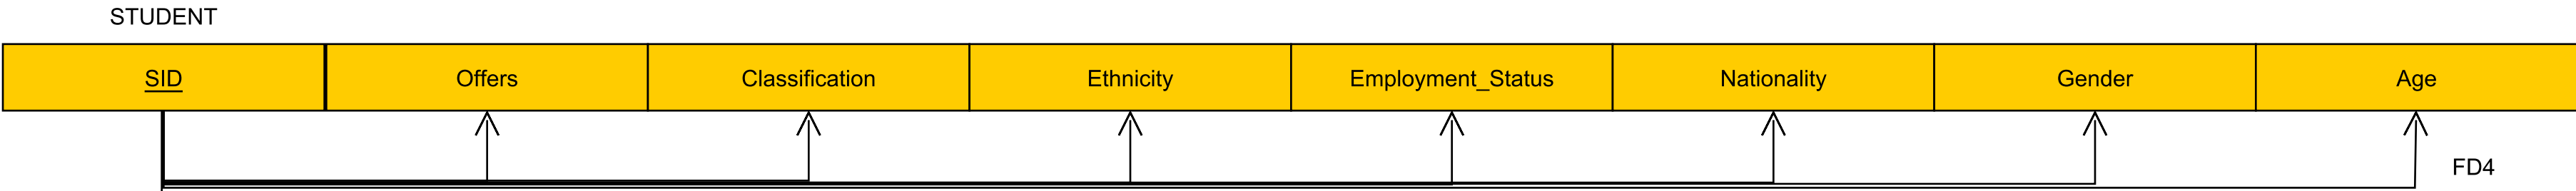 STUDENT
SID Offers Classification Ethnicity Employment_Status Nationality Gender Age
FD4